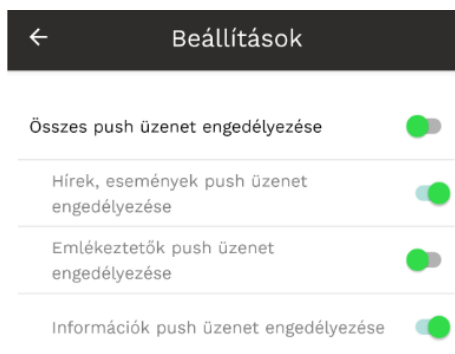 Beállítások
Összes push üzenet engedélyezése
Hírek, események push üzenet
engedélyezése
Emlékeztetők push üzenet
engedélyezése
Információk push üzenet engedélyezése